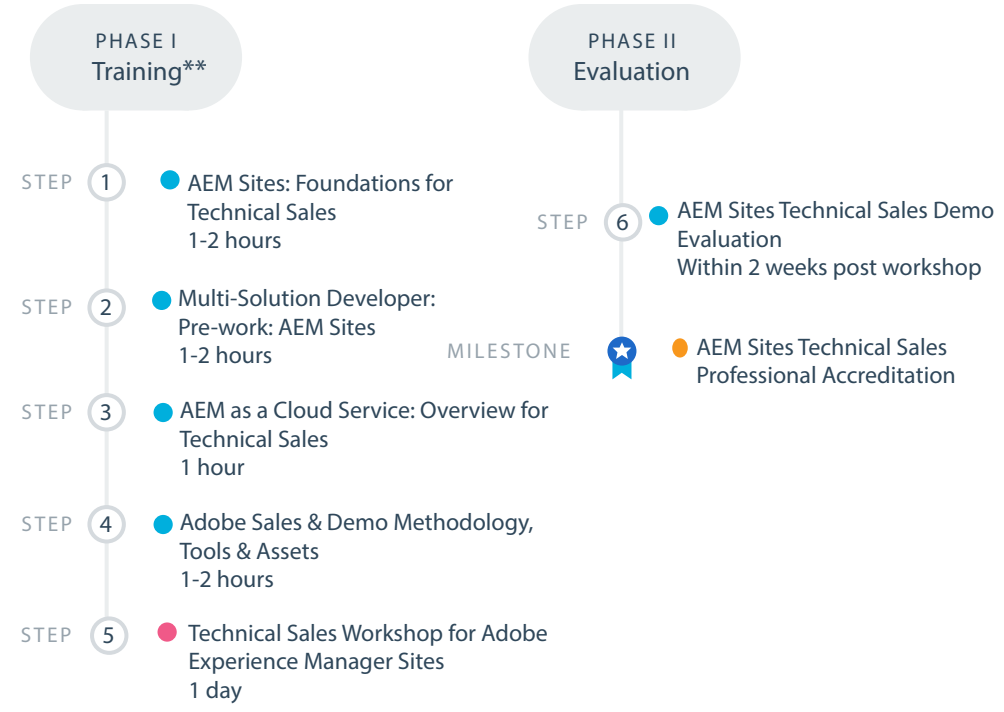 PHASE I
Training**
STEP 1
AEM Sites: Foundations for
Technical Sales
1-2 hours
STEP 2
Multi-Solution Developer:
Pre-work: AEM Sites
1-2 hours
STEP 3
AEM as a Cloud Service: Overview for
Technical Sales
1 hour
STEP 4
Adobe Sales & Demo Methodology,
Tools & Assets
1-2 hours
STEP 5
Technical Sales Workshop for Adobe
Experience Manager Sites
1 day
PHASE II
Evaluation
STEP 6
AEM Sites Technical Sales Demo
Evaluation
Within 2 weeks post workshop
MILESTONE
AEM Sites Technical Sales
Professional Accreditation